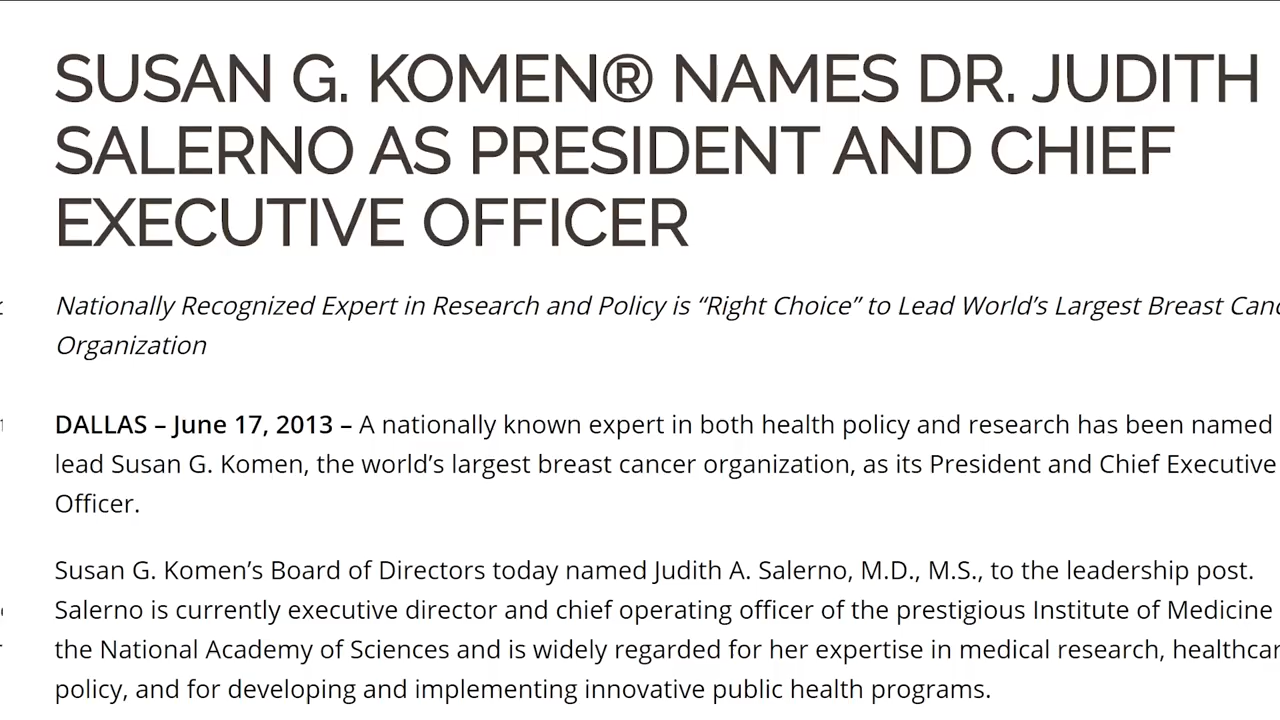 SUSAN G. KOMEN® NAMES DR. JUDITH
SALERNO AS PRESIDENT AND CHIEF
EXECUTIVE OFFICER
Nationally Recognized Expert in Research and Policy is “Right Choice” to Lead World’s Largest Breast
Organization
DALLAS – June 17, 2013 – A nationally known expert in both health policy and research has been named
lead Susan G. Komen, the world’s largest breast cancer organization, as its President and Chief Executive
Officer.
Susan G. Komen’s Board of Directors today named Judith A. Salerno, M.D., M.S., to the leadership post.
Salerno is currently executive director and chief operating officer of the prestigious Institute of Medicine
the National Academy of Sciences and is widely regarded for her expertise in medical research,
policy, and for developing and implementing innovative public health programs.